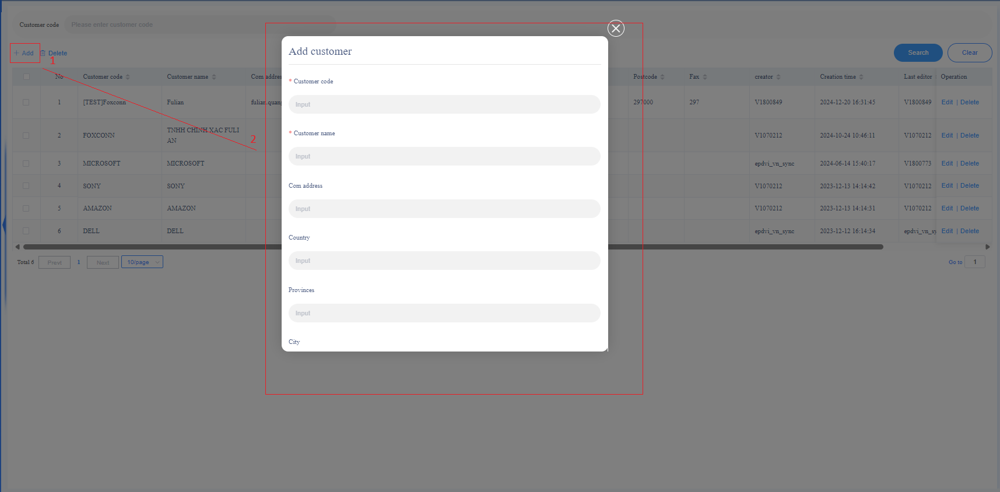 Customer code Please enter customer code
+ Add Delete Search Clear
1
No Customer code Customer name Com addres Postcode Fax creator Creation time Last editor Operation
1 [TEST]Foxconn Fulian fulian.quan 297000 297 V1800849 2024-12-20 16:31:45 V1800849 Edit | Delete
2 FOXCONN TNHH CHINH XAC FULI
AN V1070212 2024-10-24 10:46:11 V1070212 Edit | Delete
2
3 MICROSOFT MICROSOFT epdvi_vn_sync 2024-06-14 15:40:17 V1800773 Edit | Delete
4 SONY SONY V1070212 2023-12-13 14:14:42 V1070212 Edit | Delete
5 AMAZON AMAZON V1070212 2023-12-13 14:14:31 V1070212 Edit | Delete
6 DELL DELL epdvi_vn_sync 2023-12-12 16:14:34 epdvi_vn_sy Edit | Delete
Total 6 Prevt 1 Next 10/page Go to 1
Add customer
* Customer code
Input
* Customer name
Input
Com address
Input
Country
Input
Provinces
Input
City